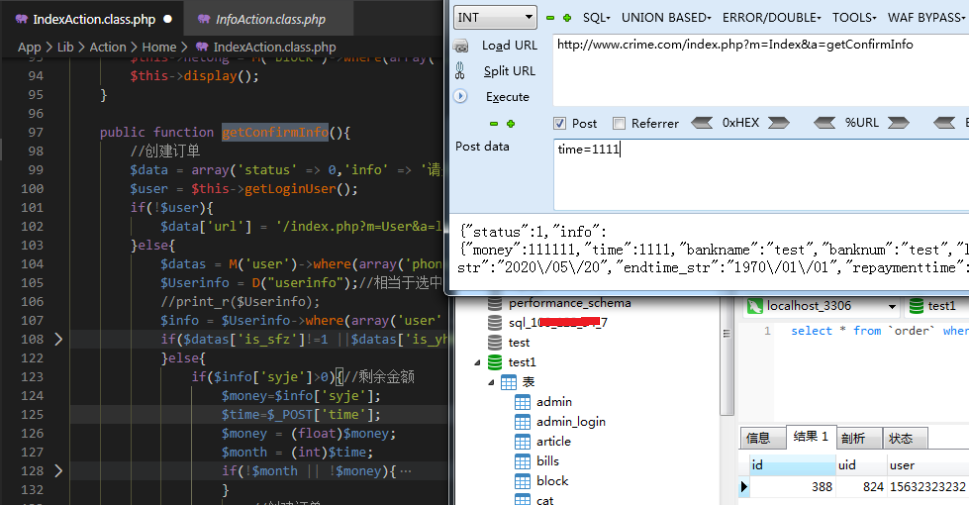 IndexAction.class.php
InfoAction.class.php
App > Lib > Action > Home > IndexAction.class.php
94 $this->display();
95 }
96
97 public function getConfirmInfo(){
98 //创建订单
99 $data = array('status' => 0,'info' => '请
100 $user = $this->getLoginUser();
101 if(!$user){
102 $data['url'] = '/index.php?m=User&a=l
103 }else{
104 $datas = M('user')->where(array('phon
105 $Userinfo = D("userinfo");//相当于选中
106 //print_r($Userinfo);
107 $info = $Userinfo->where(array('user'
108 if($datas['is_sfz']!=1 ||$datas['is_yh
122 }else{
123 if($info['syje']>0){//剩余金额
124 $money=$info['syje'];
125 $time=$_POST['time'];
126 $money = (float)$money;
127 $month = (int)$time;
128 if(!$month || !$money){…
132 }
INT SQL UNION BASED ERROR/DOUBLE TOOLS WAF BYPASS
Load URL
http://www.crime.com/index.php?m=Index&a=getConfirmInfo
Split URL
Execute
Post Referrer 0xHEX %URL
Post data
time=1111
{"status":1,"info":
{"money":111111,"time":1111,"bankname":"test","banknum":"test","l
str":"2020\/05\/20","endtime_str":"1970\/01\/01","repaymenttime":
performance_schema
test
test1
表
admin
admin_login
article
bills
block
cat
localhost_3306 test1
1 select * from `order` wher
信息 结果 1 剖析 状态
id uid user
388 824 15632323232